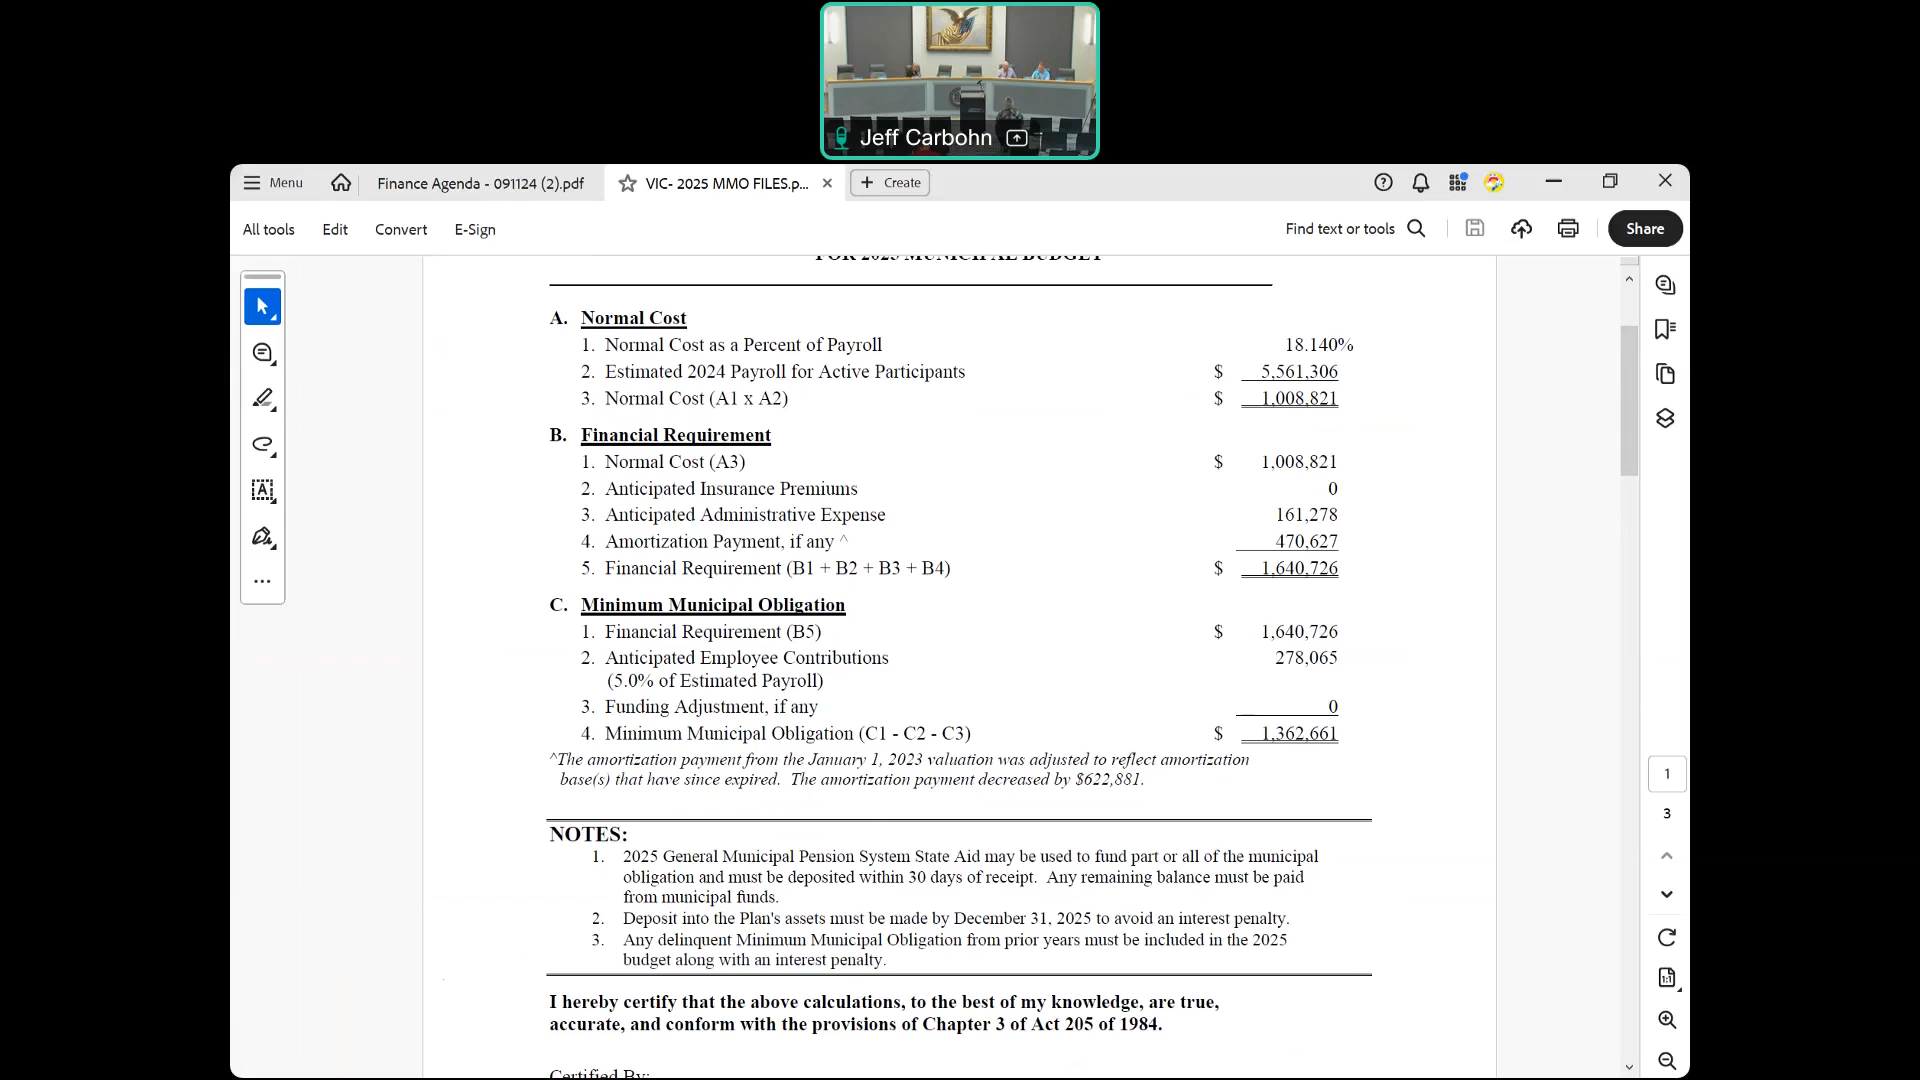 Jeff Carbohn
Menu
Finance Agenda - 091124 (2).pdf
VIC- 2025 MMO FILES.p...
Create
All tools
Edit
Convert
E-Sign
Find text or tools
Share
FOR 2025 MUNICIPAL BUDGET
A. Normal Cost
1. Normal Cost as a Percent of Payroll 18.140%
2. Estimated 2024 Payroll for Active Participants $ 5,561,306
3. Normal Cost (A1 x A2) $ 1,008,821
B. Financial Requirement
1. Normal Cost (A3) $ 1,008,821
2. Anticipated Insurance Premiums 0
3. Anticipated Administrative Expense 161,278
4. Amortization Payment, if any ^ 470,627
5. Financial Requirement (B1 + B2 + B3 + B4) $ 1,640,726
C. Minimum Municipal Obligation
1. Financial Requirement (B5) $ 1,640,726
2. Anticipated Employee Contributions 278,065
(5.0% of Estimated Payroll)
3. Funding Adjustment, if any 0
4. Minimum Municipal Obligation (C1 - C2 - C3) $ 1,362,661
^The amortization payment from the January 1, 2023 valuation was adjusted to reflect amortization
base(s) that have since expired. The amortization payment decreased by $622,881.
NOTES:
1. 2025 General Municipal Pension System State Aid may be used to fund part or all of the municipal
obligation and must be deposited within 30 days of receipt. Any remaining balance must be paid
from municipal funds.
2. Deposit into the Plan's assets must be made by December 31, 2025 to avoid an interest penalty.
3. Any delinquent Minimum Municipal Obligation from prior years must be included in the 2025
budget along with an interest penalty.
I hereby certify that the above calculations, to the best of my knowledge, are true,
accurate, and conform with the provisions of Chapter 3 of Act 205 of 1984.
Certified By:
1
3